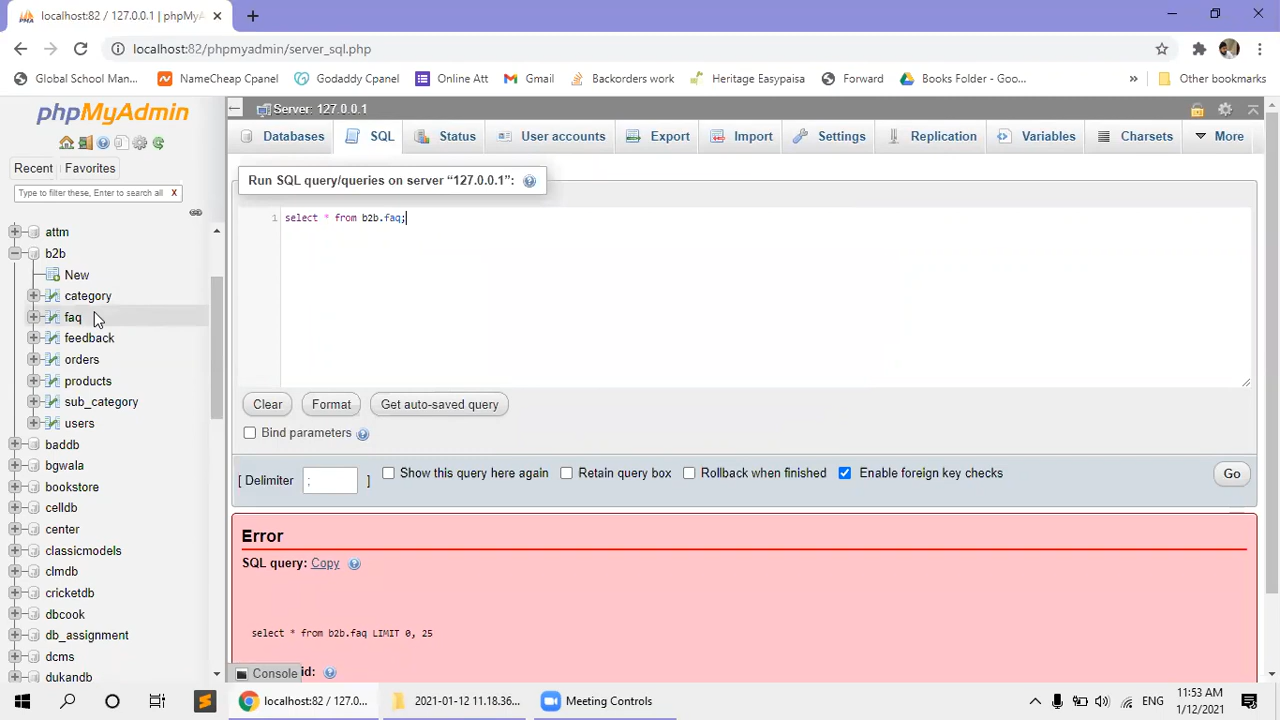 localhost:82 / 127.0.0.1 | phpMyA
localhost:82/phpmyadmin/server_sql.php
Global School Man...
NameCheap Cpanel
Godaddy Cpanel
Online Att
Gmail
Backorders work
Heritage Easypaisa
Forward
Books Folder - Goo...
»
Other bookmarks
phpMyAdmin
Recent
Favorites
Type to filter these, Enter to search all
X
attm
b2b
New
category
faq
feedback
orders
products
sub_category
users
baddb
bgwala
bookstore
celldb
center
classicmodels
clmdb
cricketdb
dbcook
db_assignment
dcms
dukandb
Server: 127.0.0.1
Databases
SQL
Status
User accounts
Export
Import
Settings
Replication
Variables
Charsets
More
Run SQL query/queries on server “127.0.0.1”:
1 select * from b2b.faq;
Clear
Format
Get auto-saved query
Bind parameters
[ Delimiter ; ]
Show this query here again
Retain query box
Rollback when finished
Enable foreign key checks
Go
Error
SQL query: Copy
select * from b2b.faq LIMIT 0, 25
Console
id:
localhost:82 / 127.0...
2021-01-12 11.18.36...
Meeting Controls
ENG
11:53 AM
1/12/2021